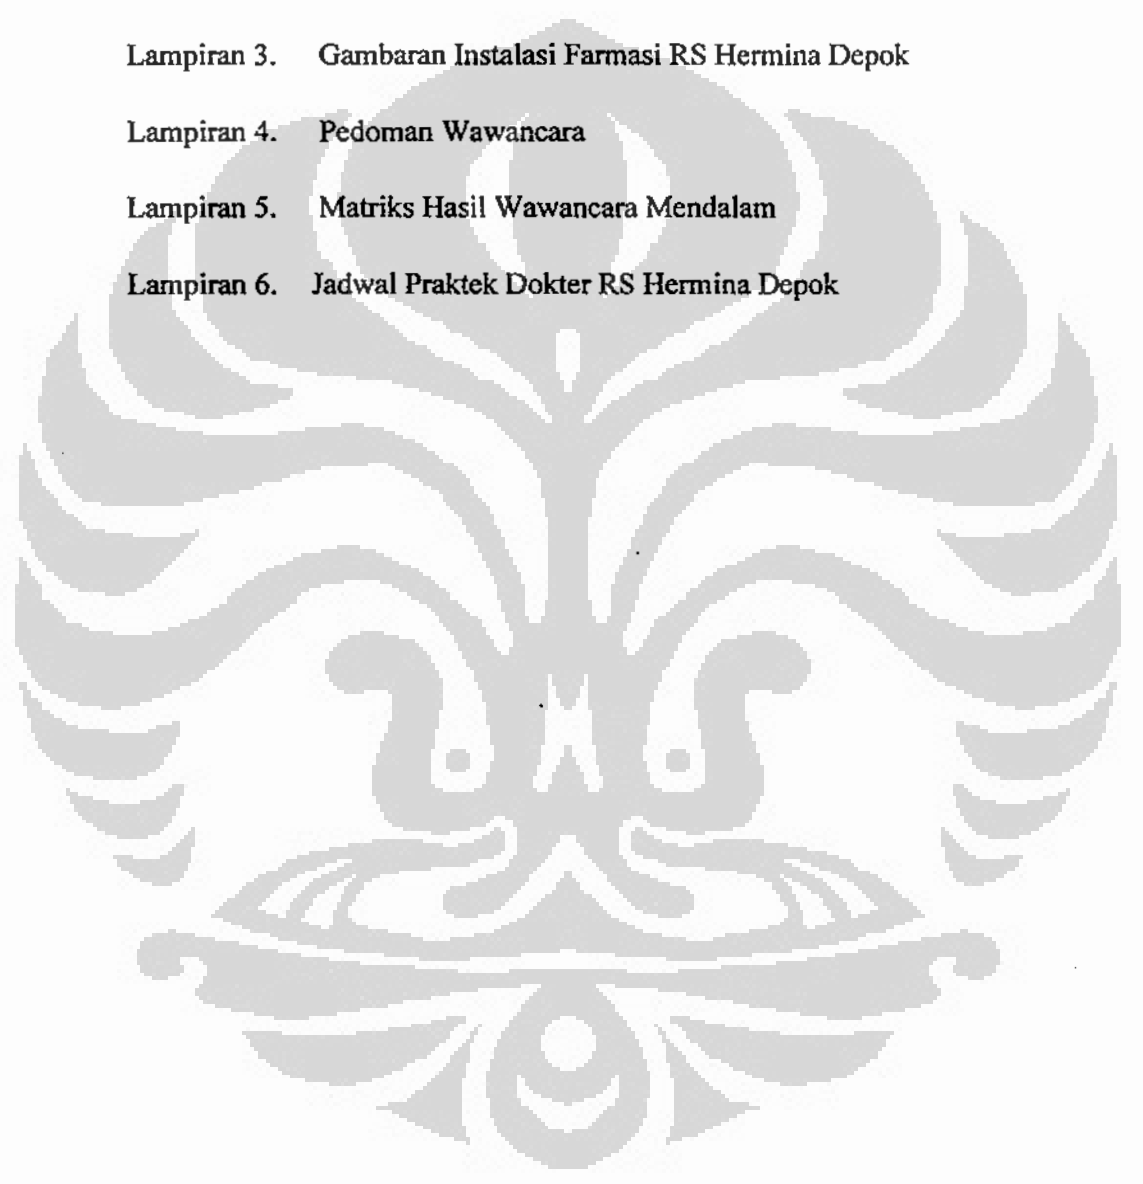 Lampiran 3. Gambaran Instalasi Farmasi RS Hermina Depok
Lampiran 4. Pedoman Wawancara
Lampiran 5. Matriks Hasil Wawancara Mendalam
Lampiran 6. Jadwal Praktek Dokter RS Hermina Depok